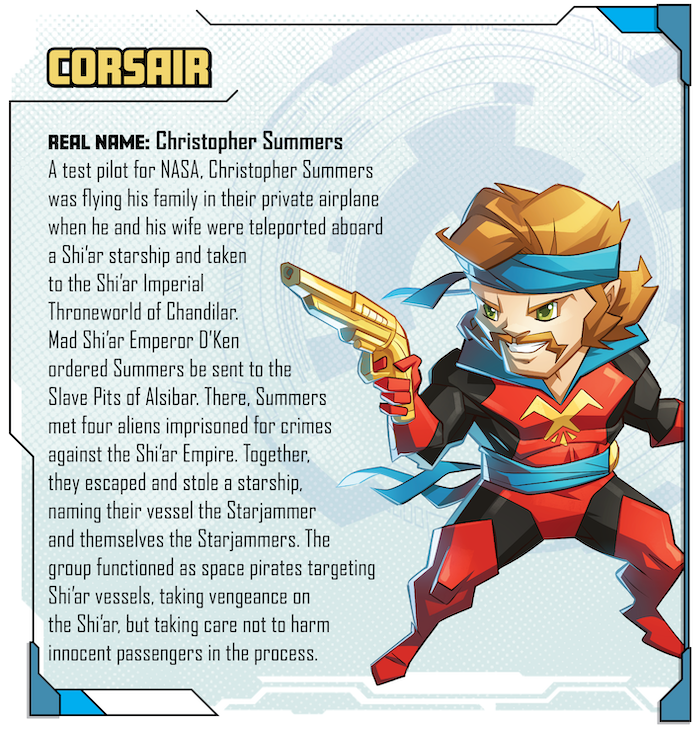 CORSAIR
REAL NAME: Christopher Summers
A test pilot for NASA, Christopher Summers
was flying his family in their private airplane
when he and his wife were teleported aboard
a Shi'ar starship and taken
to the Shi'ar Imperial
Throneworld of Chandilar.
Mad Shi'ar Emperor D'Ken
ordered Summers be sent to the
Slave Pits of Alsibar. There, Summers
met four aliens imprisoned for crimes
against the Shi'ar Empire. Together,
they escaped and stole a starship,
naming their vessel the Starjammer
and themselves the Starjammers. The
group functioned as space pirates targeting
Shi'ar vessels, taking vengeance on
the Shi'ar, but taking care not to harm
innocent passengers in the process.